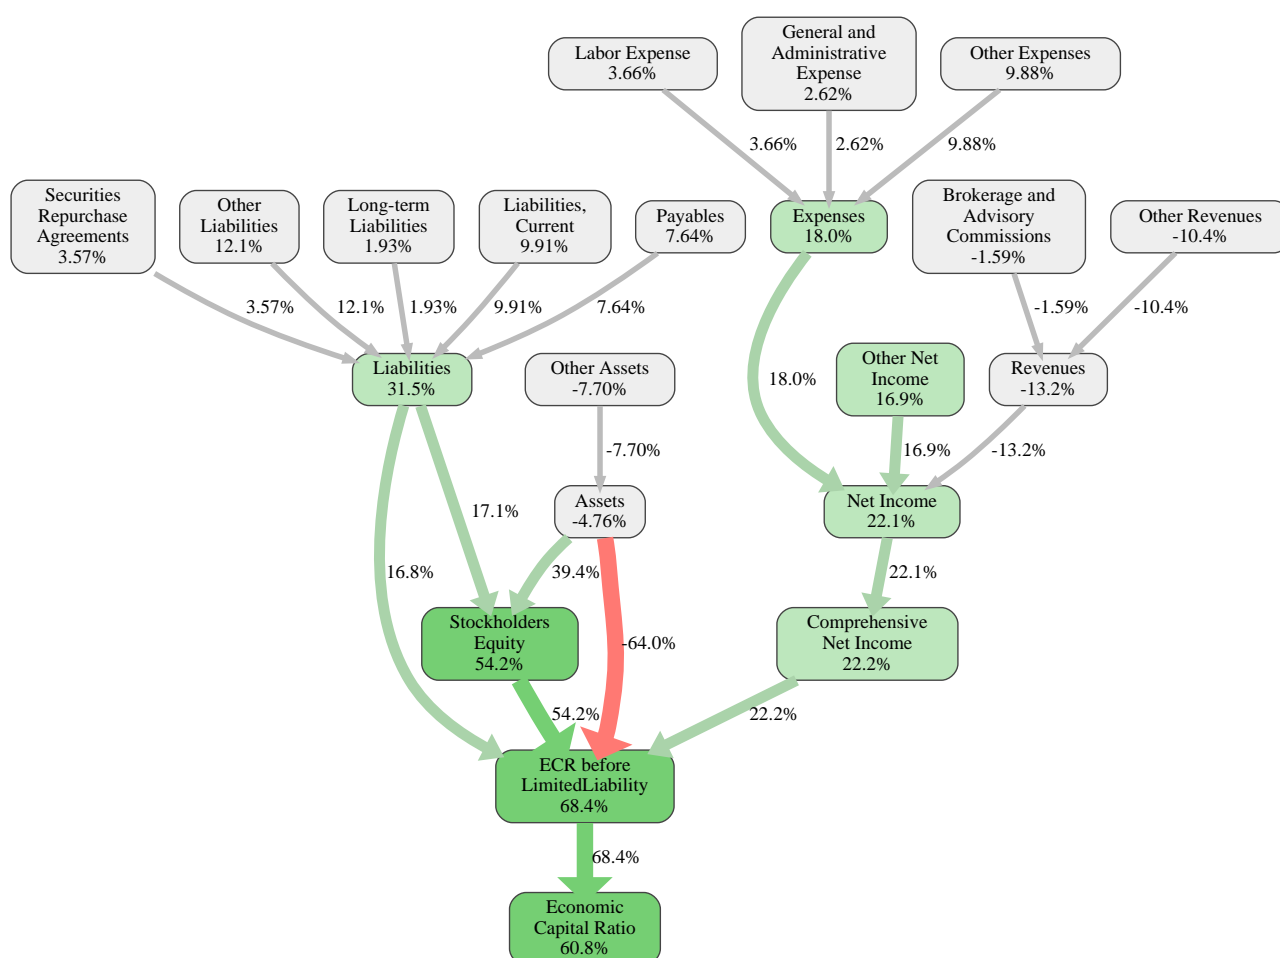 Labor Expense
3.66%
General and
Administrative
Expense
2.62%
Other Expenses
9.88%
3.66%
2.62%
9.88%
Securities
Repurchase
Agreements
3.57%
Other
Liabilities
12.1%
Long-term
Liabilities
1.93%
Liabilities,
Current
9.91%
Payables
7.64%
Expenses
18.0%
Brokerage and
Advisory
Commissions
-1.59%
Other Revenues
-10.4%
3.57%
12.1%
1.93%
9.91%
7.64%
-1.59%
-10.4%
Liabilities
31.5%
Other Assets
-7.70%
18.0%
Other Net
Income
16.9%
Revenues
-13.2%
-7.70%
16.9%
-13.2%
Assets
-4.76%
Net Income
22.1%
17.1%
16.8%
39.4%
22.1%
Stockholders
Equity
54.2%
-64.0%
Comprehensive
Net Income
22.2%
54.2%
22.2%
ECR before
LimitedLiability
68.4%
68.4%
Economic
Capital Ratio
60.8%